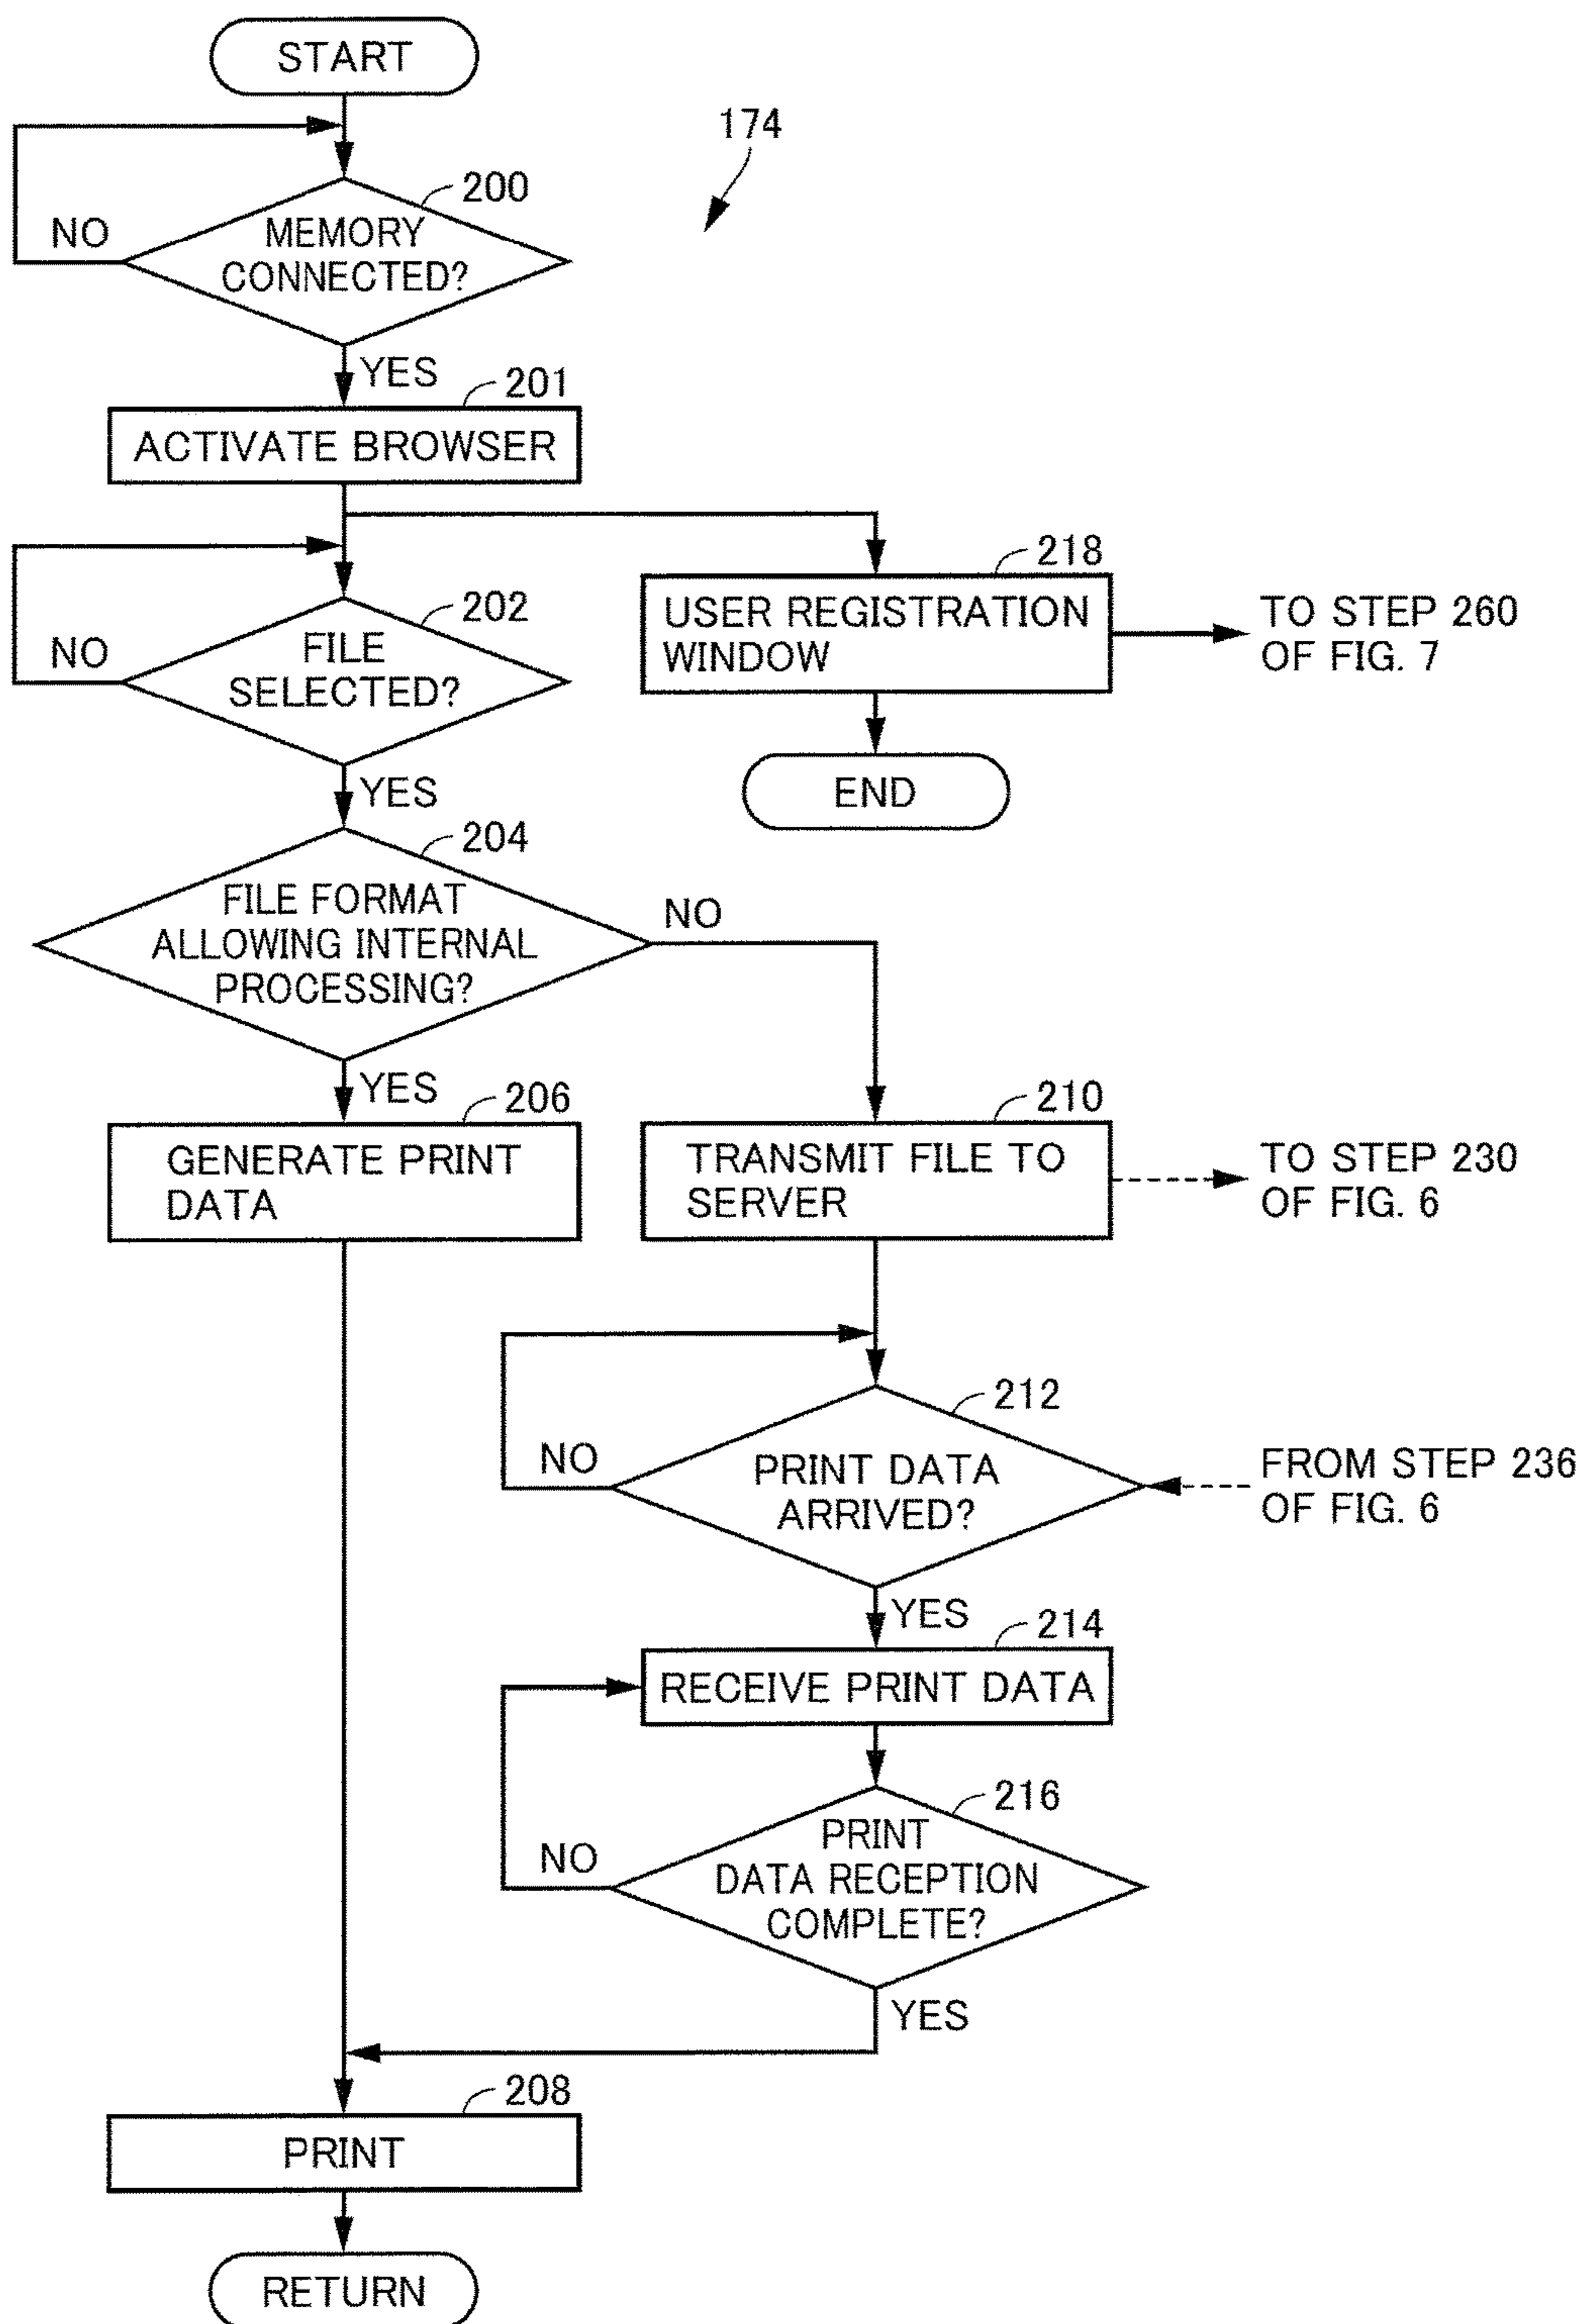 START
174
200
NO
MEMORY
CONNECTED?
YES
201
ACTIVATE BROWSER
218
USER REGISTRATION
WINDOW
TO STEP 260
OF FIG. 7
END
202
NO
FILE
SELECTED?
YES
204
FILE FORMAT
ALLOWING INTERNAL
PROCESSING?
NO
YES
206
GENERATE PRINT
DATA
210
TRANSMIT FILE TO
SERVER
TO STEP 230
OF FIG. 6
212
NO
PRINT DATA
ARRIVED?
FROM STEP 236
OF FIG. 6
YES
214
RECEIVE PRINT DATA
216
NO
PRINT
DATA RECEPTION
COMPLETE?
YES
208
PRINT
RETURN